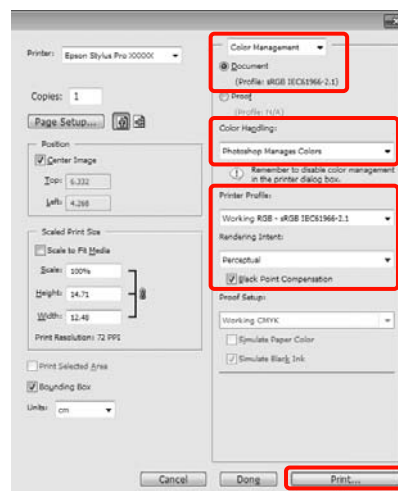 Printer: Epson Stylus Pro XXXXX
Copies: 1
Page Setup...
Position
Center Image
Top: 6.332
Left: 4.268
Scaled Print Size
Scale to Fit Media
Scale: 100%
Height: 14.71
Width: 12.48
Print Resolution: 72 PPI
Print Selected Area
Bounding Box
Units: cm
Color Management
Document
(Profile: sRGB IEC61966-2.1)
Proof
(Profile: N/A)
Color Handling:
Photoshop Manages Colors
Remember to disable color management
in the printer dialog box.
Printer Profile:
Working RGB - sRGB IEC61966-2.1
Rendering Intent:
Perceptual
Black Point Compensation
Proof Setup:
Working CMYK
Simulate Paper Color
Simulate Black Ink
Cancel
Done
Print...